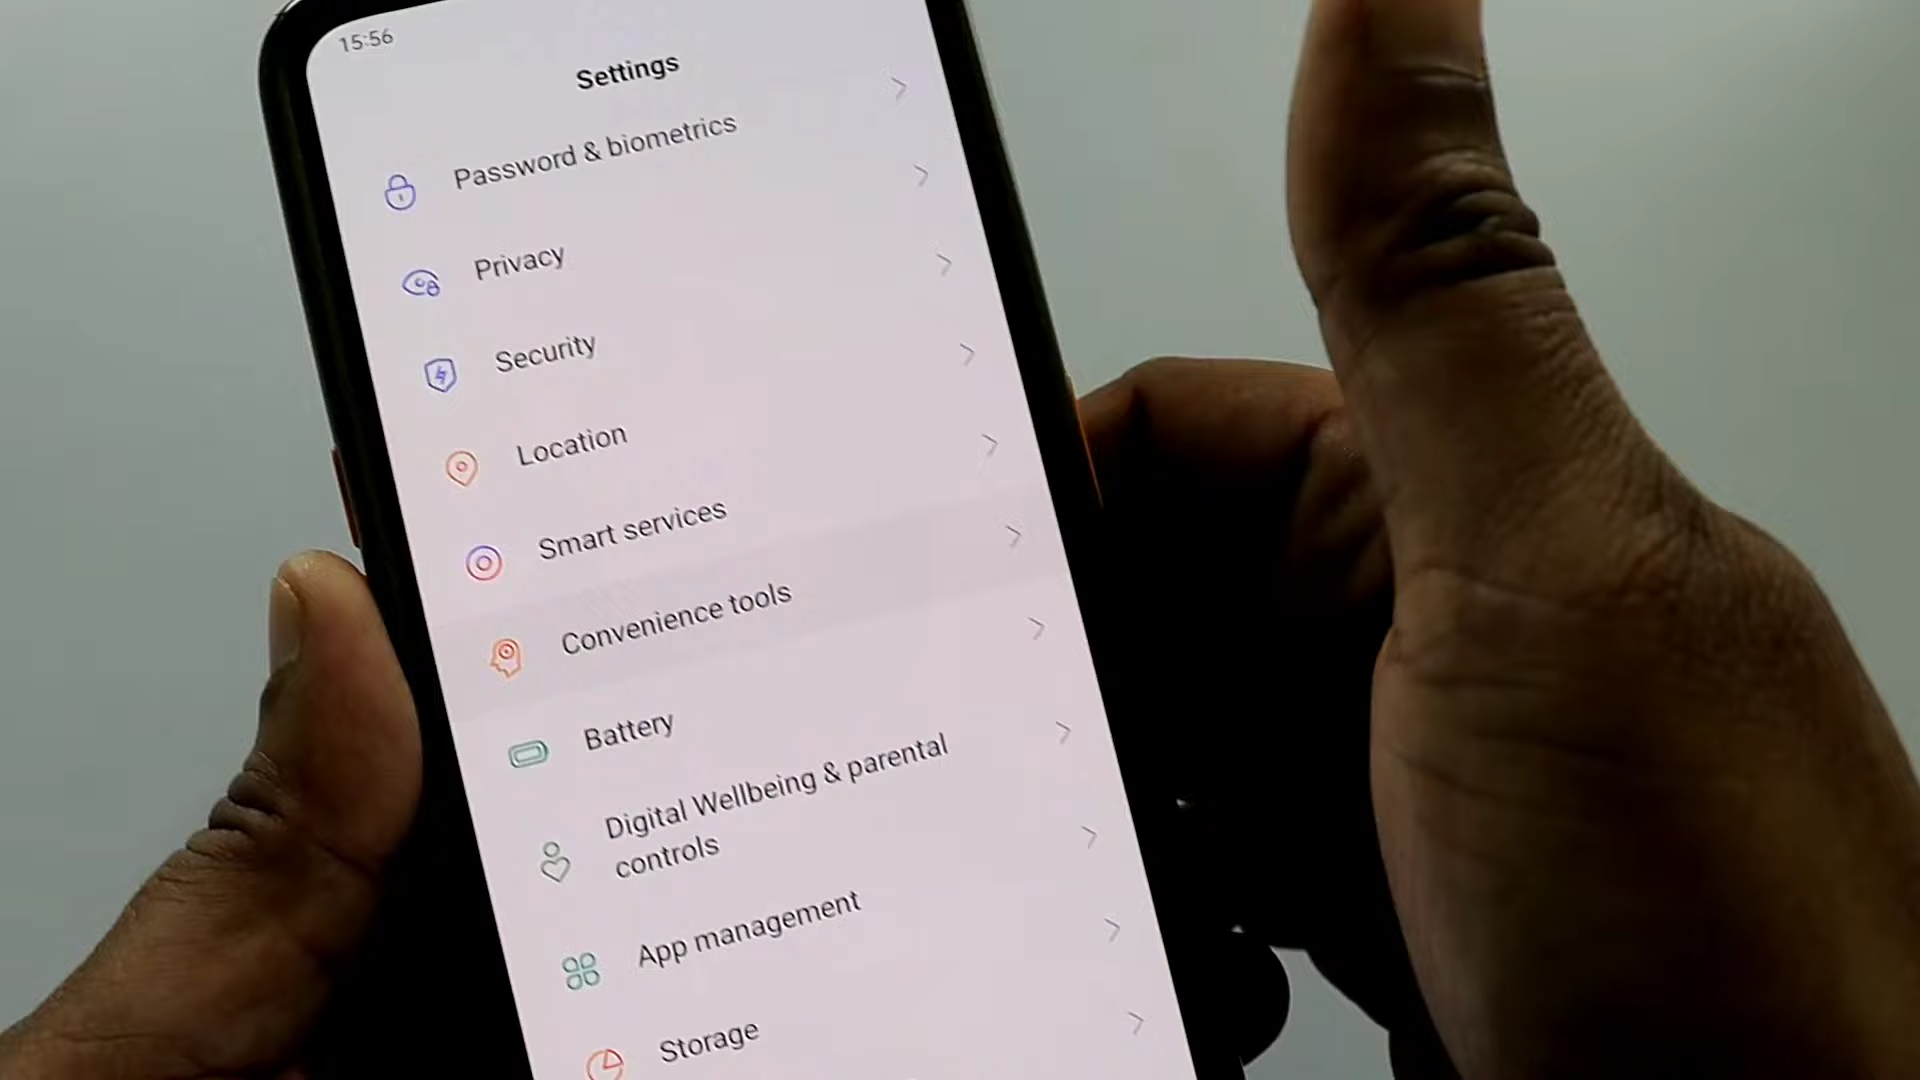 15:56
Settings
Password & biometrics
Privacy
Security
Location
Smart services
Convenience tools
Battery
Digital Wellbeing & parental
controls
App management
Storage